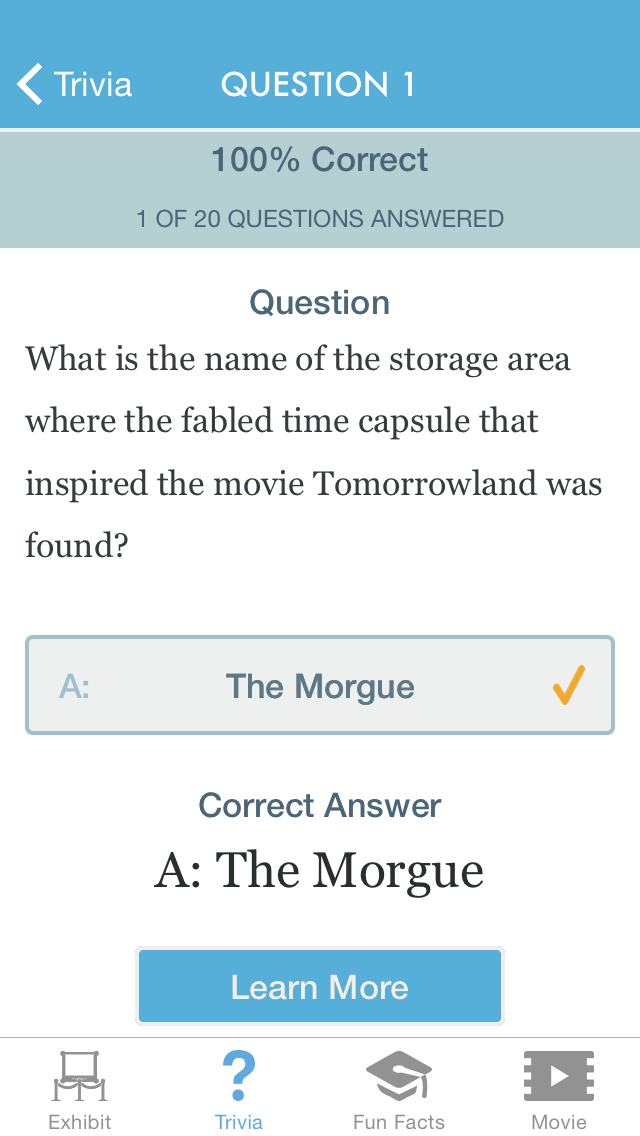 Trivia QUESTION 1
100% Correct
1 OF 20 QUESTIONS ANSWERED
Question
What is the name of the storage area
where the fabled time capsule that
inspired the movie Tomorrowland was
found?
A: The Morgue
Correct Answer
A: The Morgue
Learn More
Exhibit Trivia Fun Facts Movie